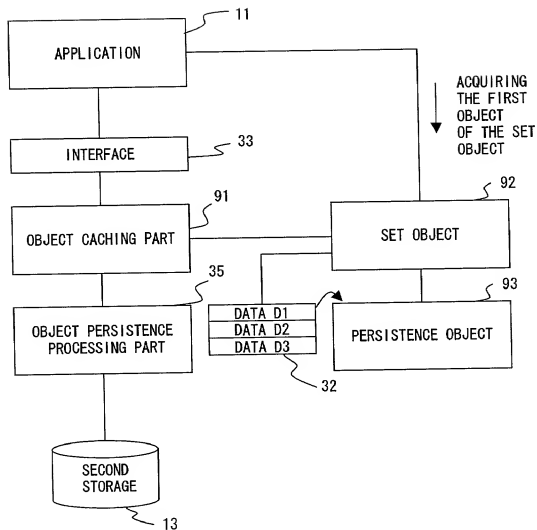 11
APPLICATION
ACQUIRING
THE FIRST
OBJECT
OF THE SET
OBJECT
INTERFACE
33
91
92
OBJECT CACHING PART
SET OBJECT
35
93
OBJECT PERSISTENCE
PROCESSING PART
DATA D1
DATA D2
DATA D3
PERSISTENCE OBJECT
32
SECOND
STORAGE
13